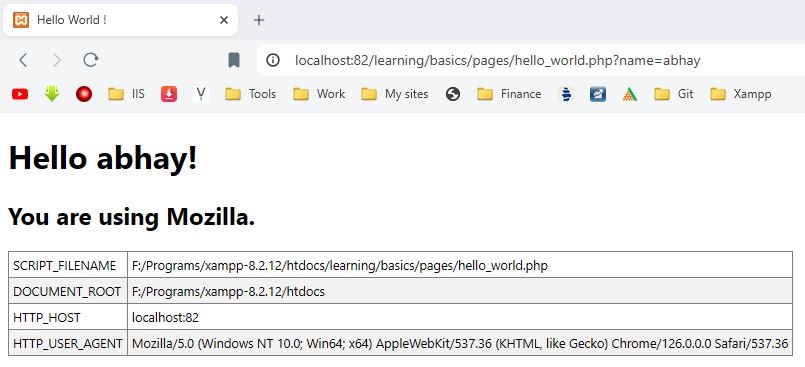 Hello World !
localhost:82/learning/basics/pages/hello_world.php?name=abhay
IIS V Tools Work My sites Finance Git Xampp
Hello abhay!
You are using Mozilla.
SCRIPT_FILENAME F:/Programs/xampp-8.2.12/htdocs/learning/basics/pages/hello_world.php
DOCUMENT_ROOT F:/Programs/xampp-8.2.12/htdocs
HTTP_HOST localhost:82
HTTP_USER_AGENT Mozilla/5.0 (Windows NT 10.0; Win64; x64) AppleWebKit/537.36 (KHTML, like Gecko) Chrome/126.0.0.0 Safari/537.36